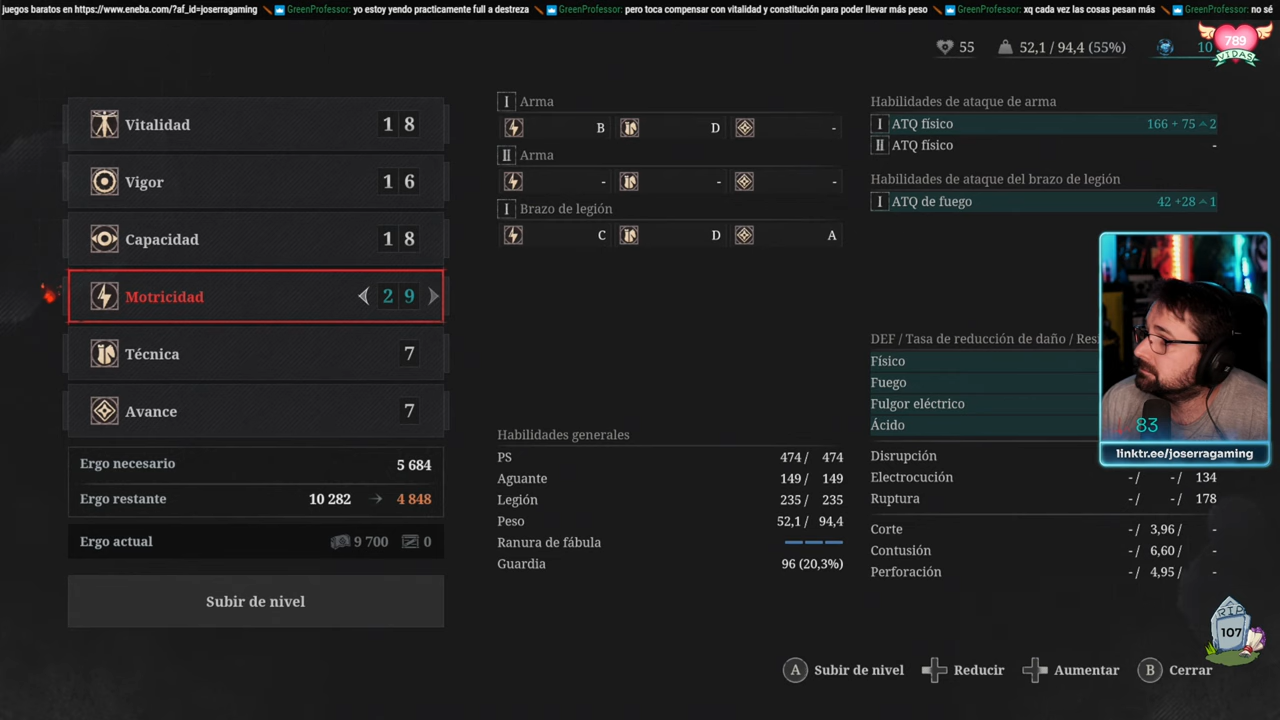 juegos baratos en https://www.eneba.com/?af_id=joserragaming GreenProfessor: yo estoy yendo practicamente full a destreza GreenProfessor: pero toca compensar con vitalidad y constitución para poder llevar más peso GreenProfessor: xq cada vez las cosas pesan más GreenProfessor: no sé
55 52,1 / 94,4 (55%) 10
789
VIDAS
Vitalidad 18
Vigor 16
Capacidad 18
Motricidad 29
Técnica 7
Avance 7
Ergo necesario 5 684
Ergo restante 10 282 → 4 848
Ergo actual 9 700 0
Subir de nivel
I Arma
B D -
II Arma
- - -
I Brazo de legión
C D A
Habilidades generales
PS 474 / 474
Aguante 149 / 149
Legión 235 / 235
Peso 52,1 / 94,4
Ranura de fábula
Guardia 96 (20,3%)
Habilidades de ataque de arma
I ATQ físico 166 + 75 2
II ATQ físico -
Habilidades de ataque del brazo de legión
I ATQ de fuego 42 +28 1
DEF / Tasa de reducción de daño / Res
Físico
Fuego
Fulgor eléctrico
Ácido
Disrupción
Electrocución - / - / 134
Ruptura - / - / 178
Corte - / 3,96 / -
Contusión - / 6,60 / -
Perforación - / 4,95 / -
83
linktr.ee/joserragaming
RIP
107
A Subir de nivel Reducir Aumentar B Cerrar